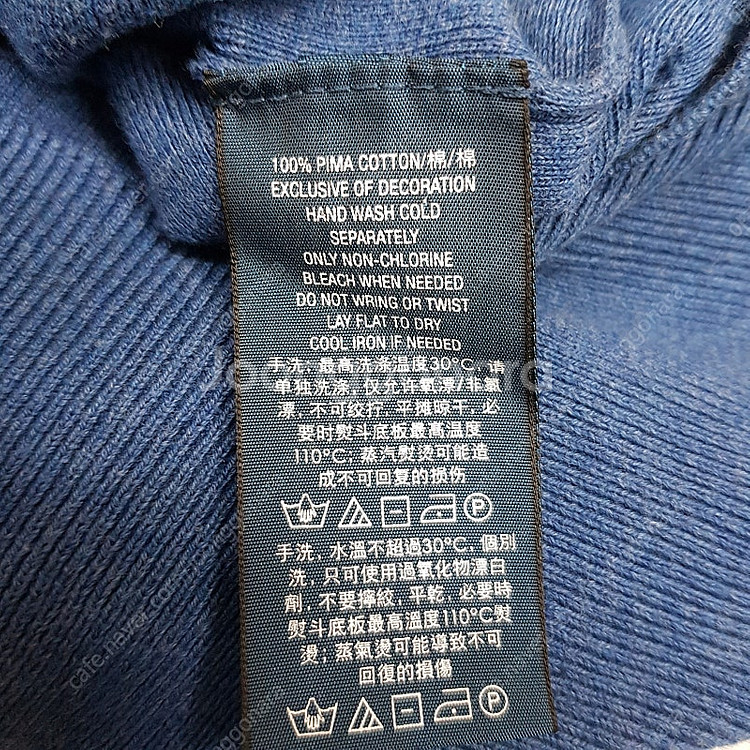 100% PIMA COTTON/棉/棉
EXCLUSIVE OF DECORATION
HAND WASH COLD
SEPARATELY
ONLY NON-CHLORINE
BLEACH WHEN NEEDED
DO NOT WRING OR TWIST
LAY FLAT TO DRY
COOL IRON IF NEEDED
手洗, 最高洗涤温度30°C, 请
单独洗涤, 仅允许氧漂/非氯
漂, 不可绞拧, 平摊晾干, 必
要时熨斗底板最高温度
110°C; 蒸汽熨烫可能造
成不可回复的损伤
P
手洗, 水溫不超過30°C, 個別
洗, 只可使用過氧化物漂白
劑, 不要擰絞, 平乾, 必要時
熨斗底板最高溫度110°C熨
燙; 蒸氣燙可能導致不可
回復的損傷
P